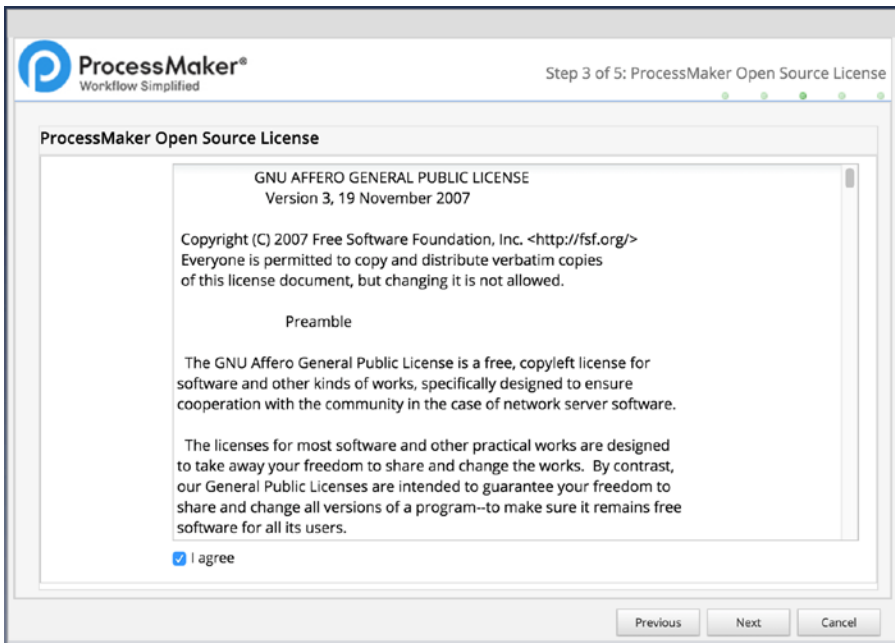 ProcessMaker®
Workflow Simplified
Step 3 of 5: ProcessMaker Open Source License
ProcessMaker Open Source License
GNU AFFERO GENERAL PUBLIC LICENSE
Version 3, 19 November 2007
Copyright (C) 2007 Free Software Foundation, Inc. <http://fsf.org/>
Everyone is permitted to copy and distribute verbatim copies
of this license document, but changing it is not allowed.
Preamble
The GNU Affero General Public License is a free, copyleft license for
software and other kinds of works, specifically designed to ensure
cooperation with the community in the case of network server software.
The licenses for most software and other practical works are designed
to take away your freedom to share and change the works. By contrast,
our General Public Licenses are intended to guarantee your freedom to
share and change all versions of a program--to make sure it remains free
software for all its users.
I agree
Previous
Next
Cancel